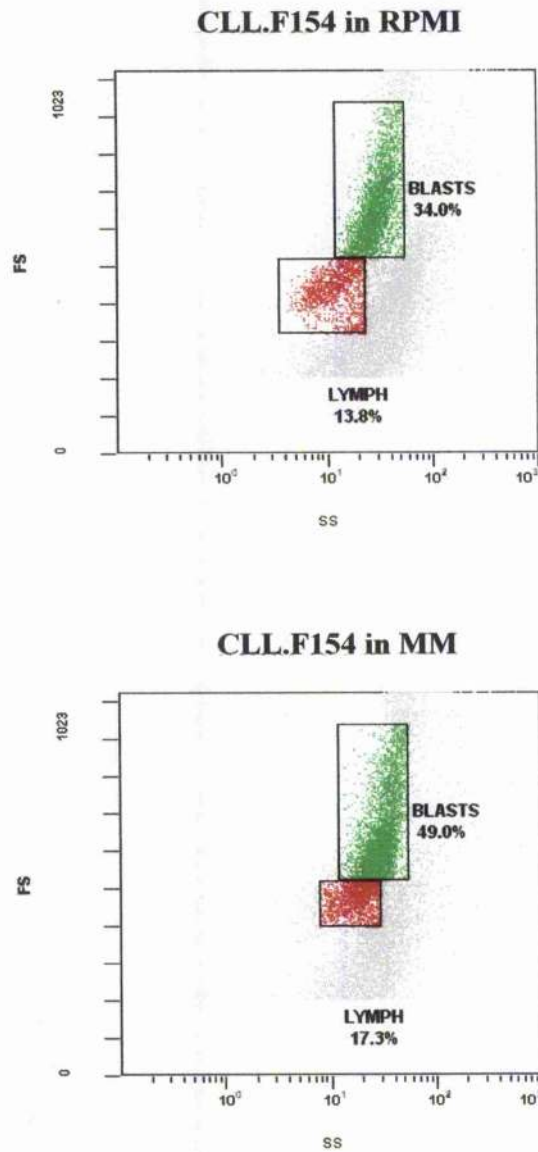 CLL.F154 in RPMI
1023
FS
0
BLASTS
34.0%
LYMPH
13.8%
10⁰ 10¹ 10² 10³
SS
CLL.F154 in MM
1023
FS
0
BLASTS
49.0%
LYMPH
17.3%
10⁰ 10¹ 10²
SS